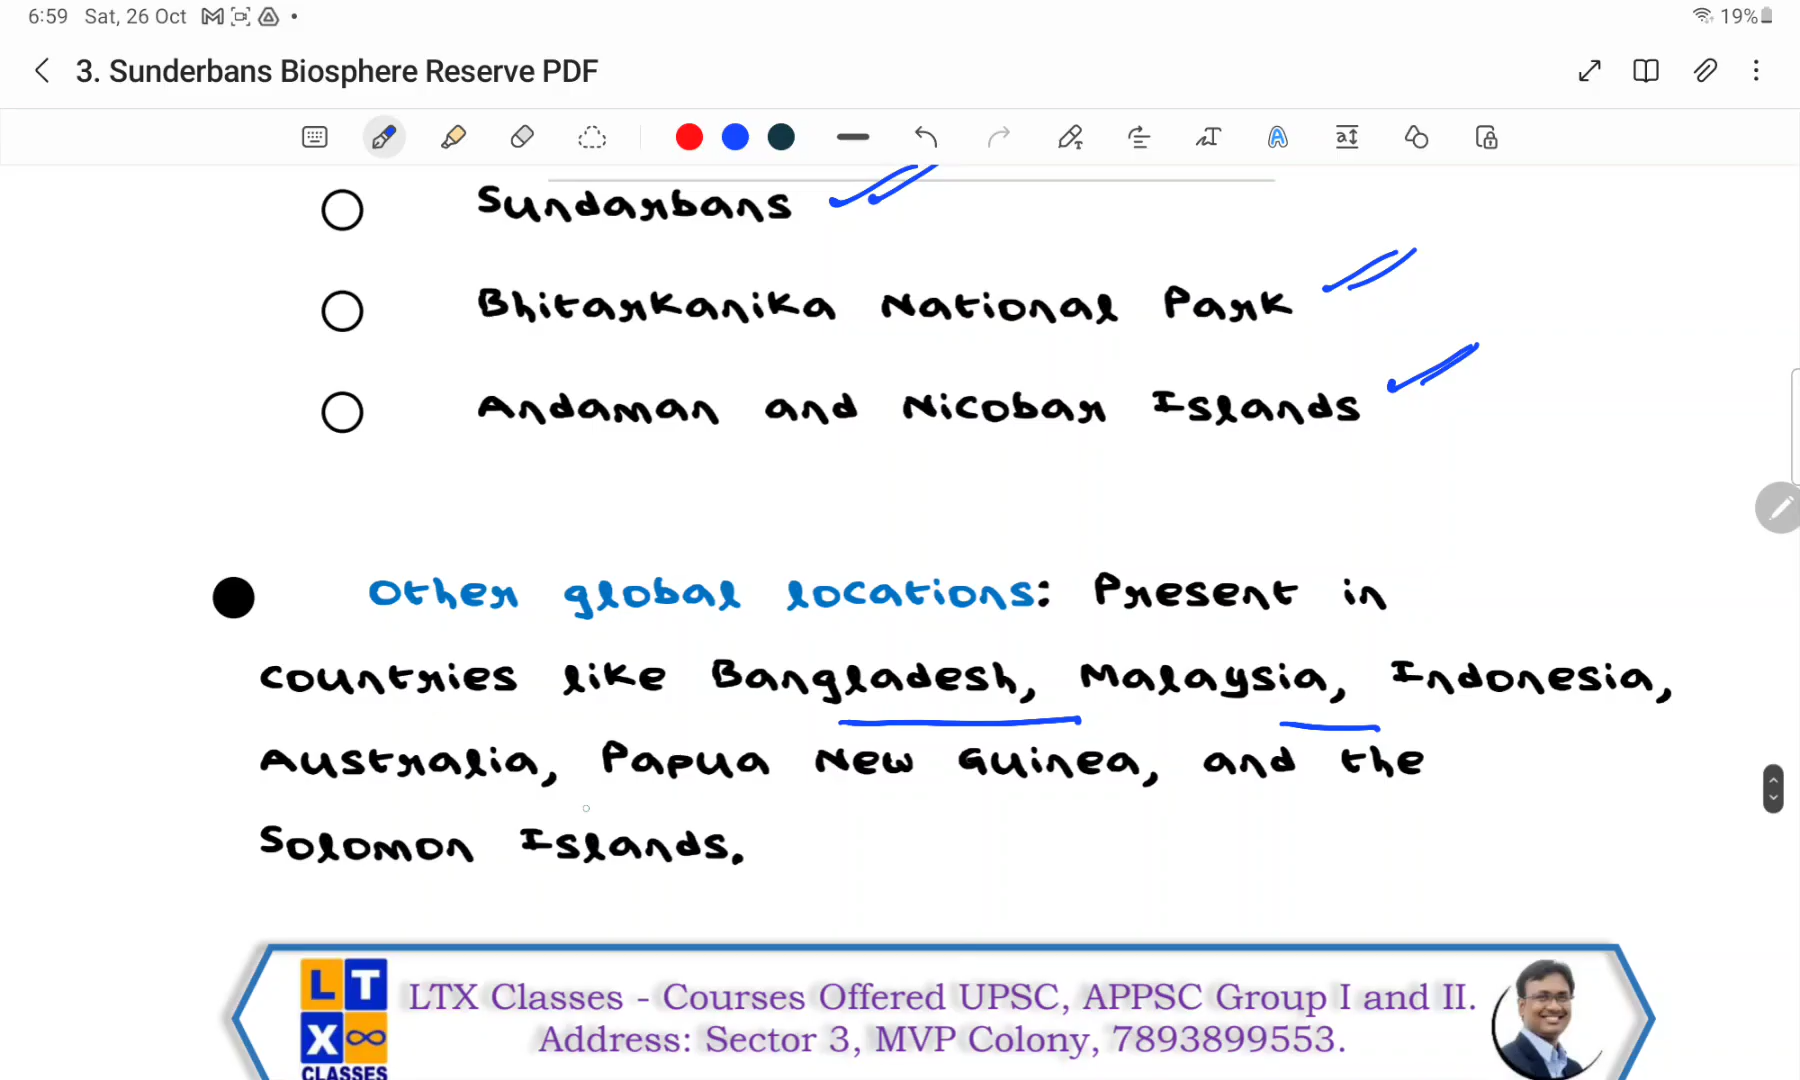 6:59 Sat, 26 Oct
19%
3. Sunderbans Biosphere Reserve PDF
Sundarbans
Bhitarkanika National Park
Andaman and Nicobar Islands
Other global locations: Present in
countries like Bangladesh, Malaysia, Indonesia,
Australia, Papua New Guinea, and the
Solomon Islands.
LT
X∞
CLASSES
LTX Classes - Courses Offered UPSC, APPSC Group I and II.
Address: Sector 3, MVP Colony, 7893899553.